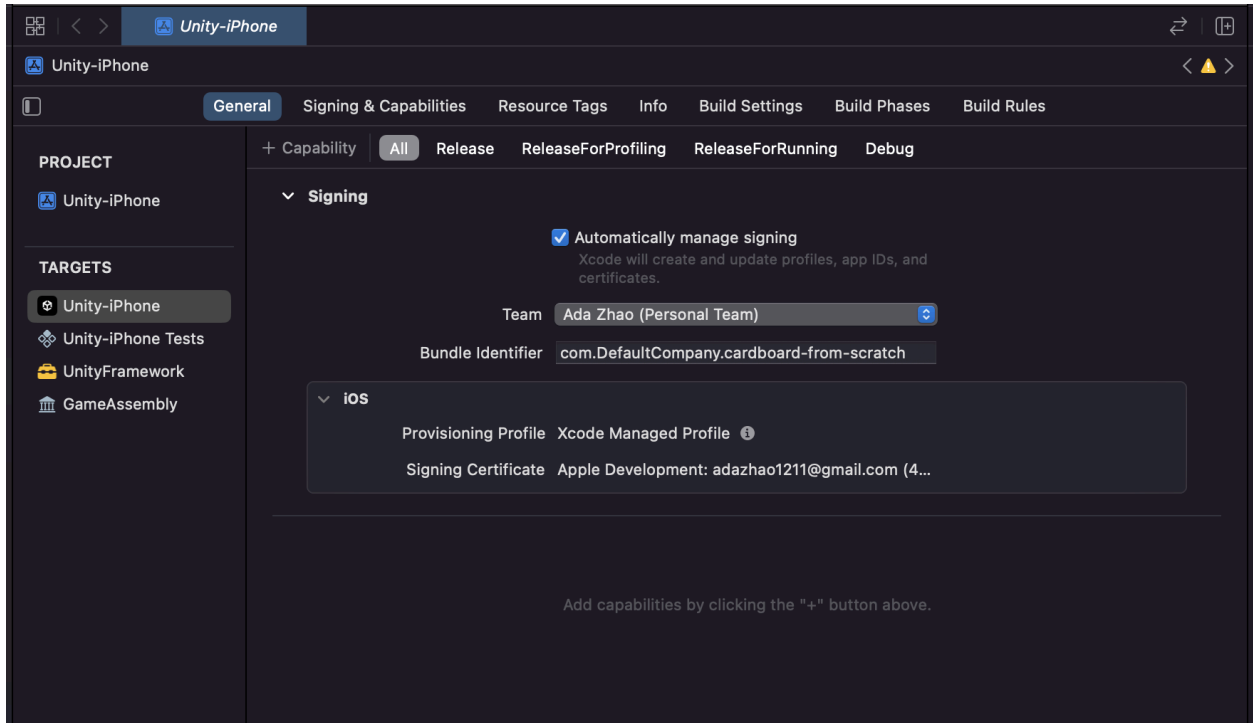 Unity-iPhone
Unity-iPhone
General Signing & Capabilities Resource Tags Info Build Settings Build Phases Build Rules
PROJECT
Unity-iPhone
TARGETS
Unity-iPhone
Unity-iPhone Tests
UnityFramework
GameAssembly
+ Capability All Release ReleaseForProfiling ReleaseForRunning Debug
Signing
Automatically manage signing
Xcode will create and update profiles, app IDs, and
certificates.
Team Ada Zhao (Personal Team)
Bundle Identifier com.DefaultCompany.cardboard-from-scratch
iOS
Provisioning Profile Xcode Managed Profile
Signing Certificate Apple Development: adazhao1211@gmail.com (4...
Add capabilities by clicking the "+" button above.